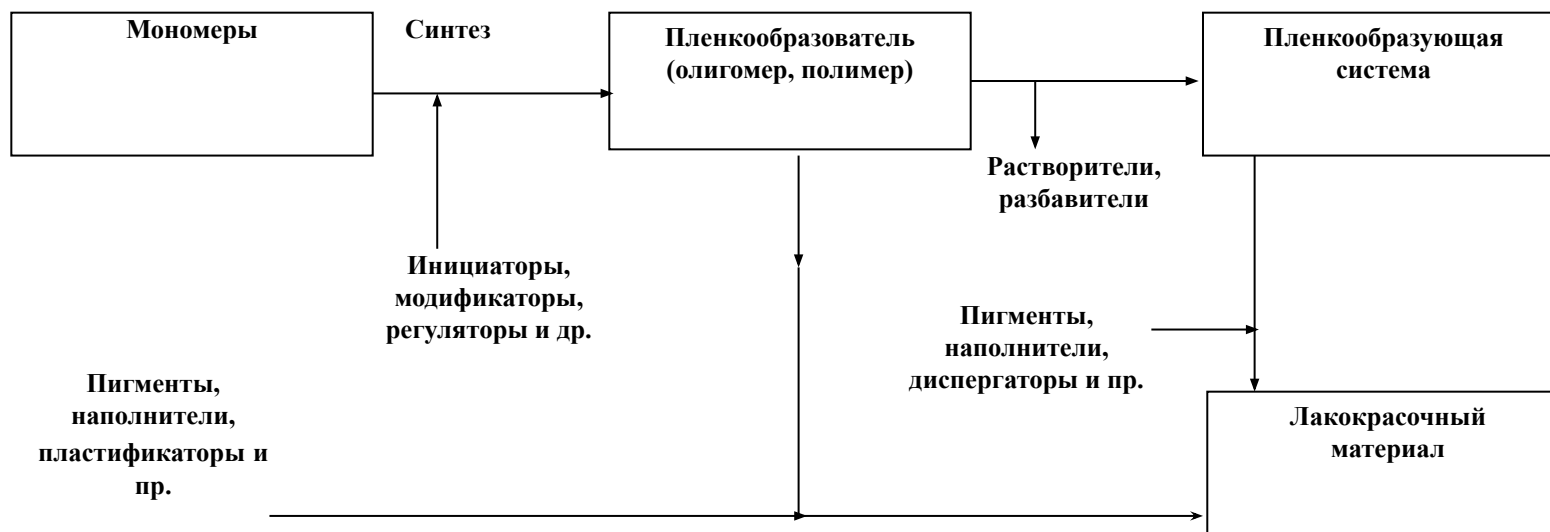 Мономеры
Синтез
Пленкообразователь
(олигомер, полимер)
Пленкообразующая
система
Растворители,
разбавители
Инициаторы,
модификаторы,
регуляторы и др.
Пигменты,
наполнители,
диспергаторы и пр.
Пигменты,
наполнители,
пластификаторы и
пр.
Лакокрасочный
материал